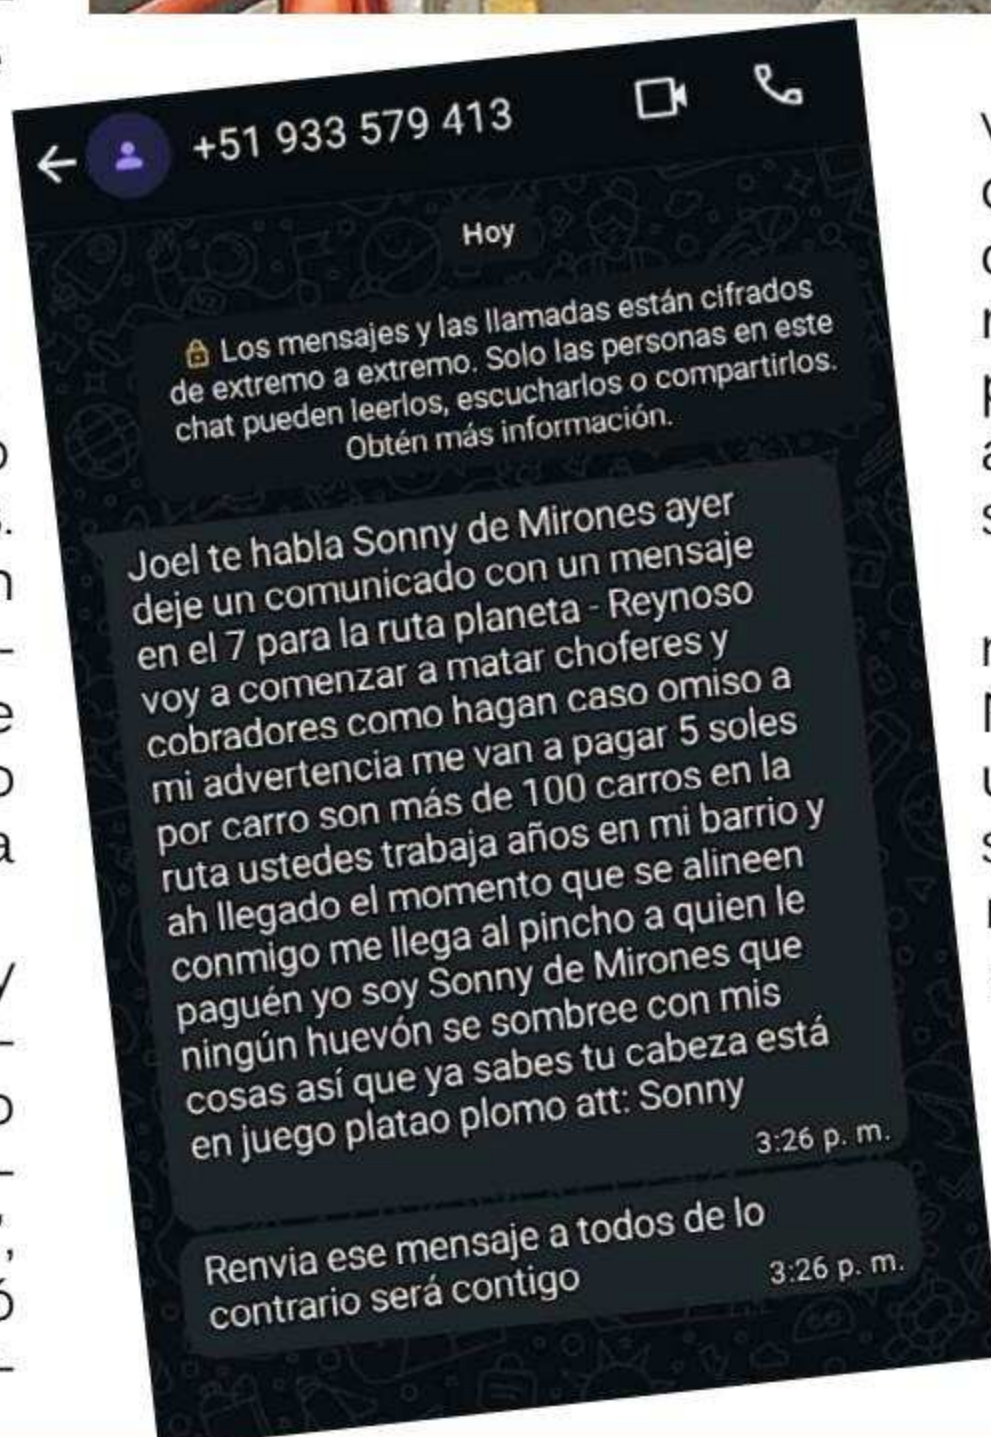 +51 933 579 413
Hoy
Los mensajes y las llamadas están cifrados
de extremo a extremo. Solo las personas en este
chat pueden leerlos, escucharlos o compartirlos.
Obtén más información.
Joel te habla Sonny de Mirones ayer
deje un comunicado con un mensaje
en el 7 para la ruta planeta - Reynoso
voy a comenzar a matar choferes y
cobradores como hagan caso omiso a
mi advertencia me van a pagar 5 soles
por carro son más de 100 carros en la
ruta ustedes trabaja años en mi barrio y
ah llegado el momento que se alineen
conmigo me llega al pincho a quien le
paguén yo soy Sonny de Mirones que
ningún huevón se sombree con mis
cosas así que ya sabes tu cabeza está
en juego platao plomo att: Sonny
3:26 p. m.
Renvia ese mensaje a todos de lo
contrario será contigo
3:26 p. m.